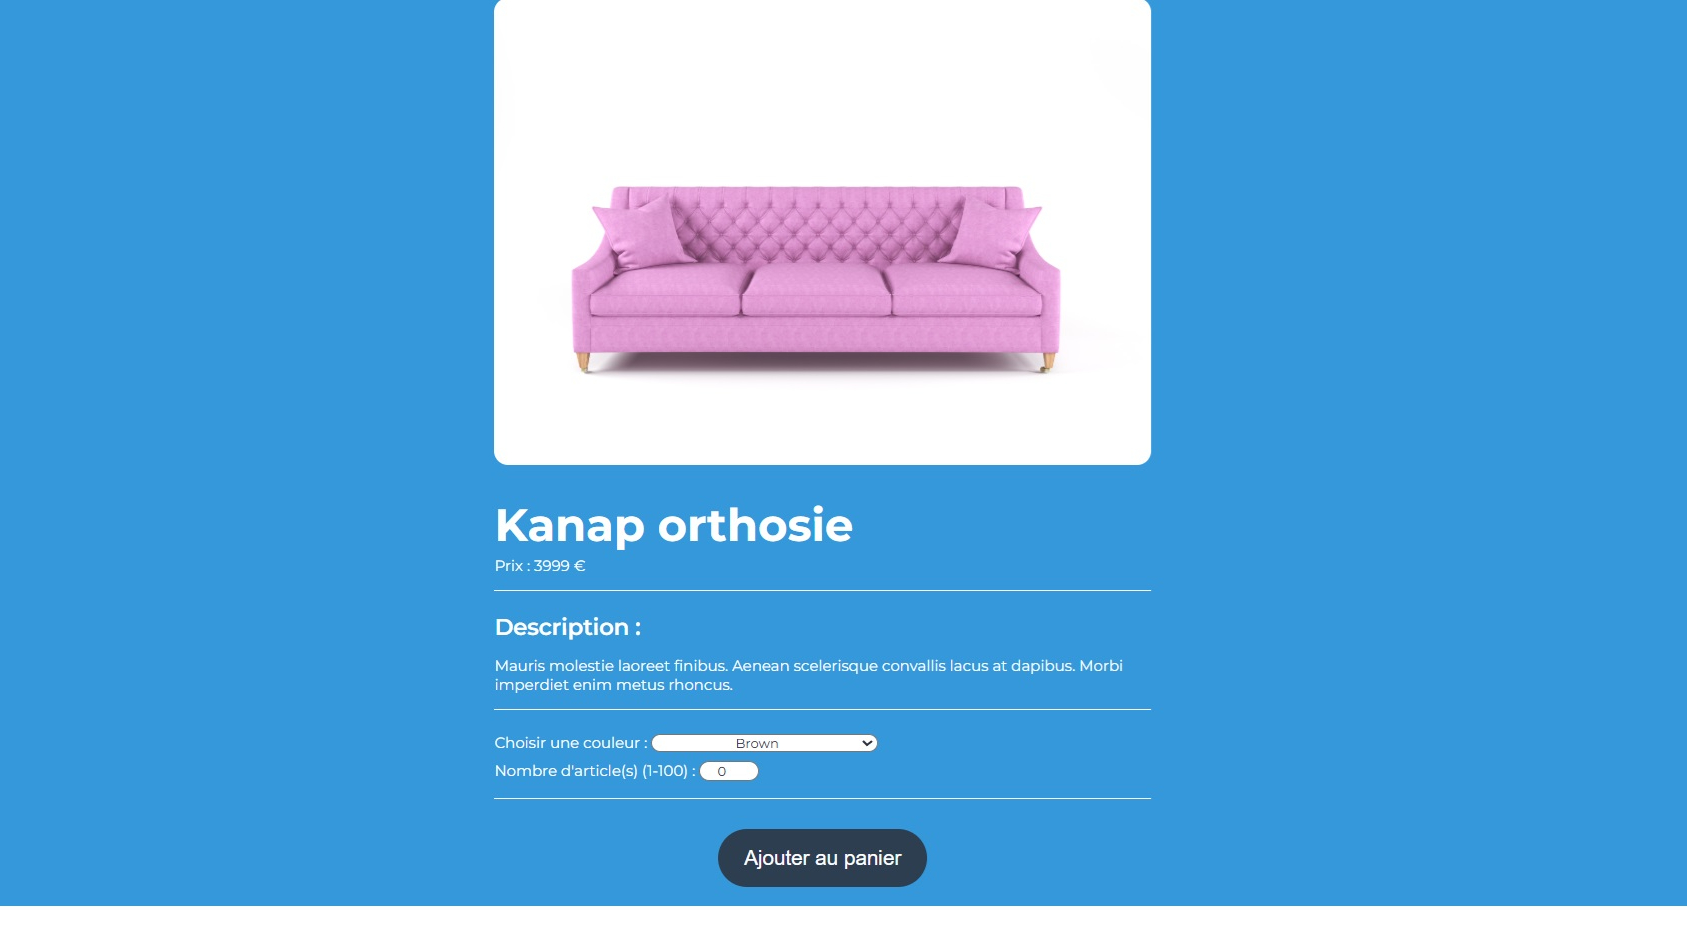 Kanap orthosie
Prix : 3999 €
Description :
Mauris molestie laoreet finibus. Aenean scelerisque convallis lacus at dapibus. Morbi
imperdiet enim metus rhoncus.
Choisir une couleur : Brown
Nombre d'article(s) (1-100) : 0
Ajouter au panier